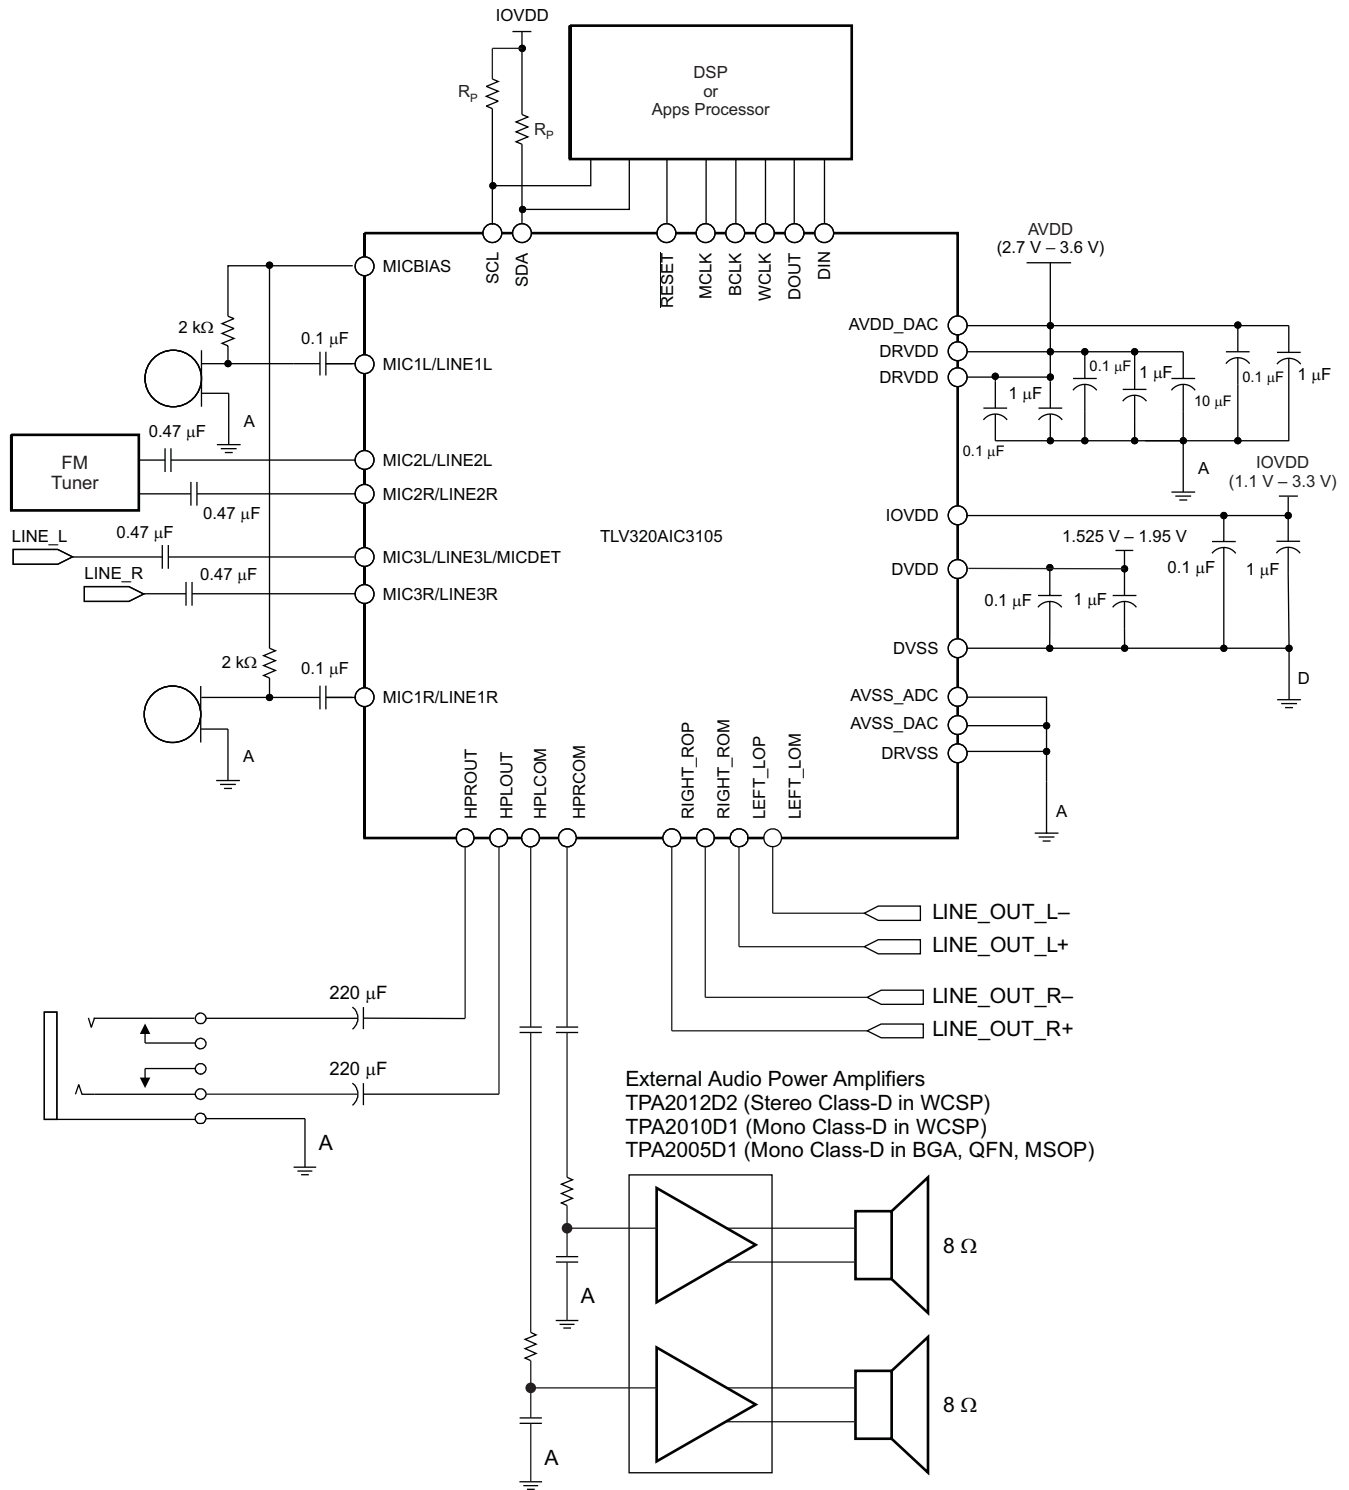 IOVDD
DSP
or
Apps Processor
RP
RP
SCL
SDA
RESET
MCLK
BCLK
WCLK
DOUT
DIN
AVDD
(2.7 V – 3.6 V)
MICBIAS
2 kΩ
0.1 µF
MIC1L/LINE1L
A
AVDD_DAC
DRVDD
DRVDD
0.1 µF
1 µF
1 µF
10 µF
0.1 µF
1 µF
0.1 µF
A
0.47 µF
FM
Tuner
MIC2L/LINE2L
MIC2R/LINE2R
0.47 µF
IOVDD
(1.1 V – 3.3 V)
LINE_L
0.47 µF
MIC3L/LINE3L/MICDET
TLV320AIC3105
IOVDD
1.525 V – 1.95 V
DVDD
0.1 µF
1 µF
LINE_R
0.47 µF
MIC3R/LINE3R
0.1 µF
1 µF
DVSS
D
2 kΩ
0.1 µF
MIC1R/LINE1R
A
AVSS_ADC
AVSS_DAC
DRVSS
A
HPROUT
HPLOUT
HPLCOM
HPRCOM
RIGHT_ROP
RIGHT_ROM
LEFT_LOP
LEFT_LOM
LINE_OUT_L–
LINE_OUT_L+
LINE_OUT_R–
LINE_OUT_R+
220 µF
220 µF
A
External Audio Power Amplifiers
TPA2012D2 (Stereo Class-D in WCSP)
TPA2010D1 (Mono Class-D in WCSP)
TPA2005D1 (Mono Class-D in BGA, QFN, MSOP)
8 Ω
A
8 Ω
A